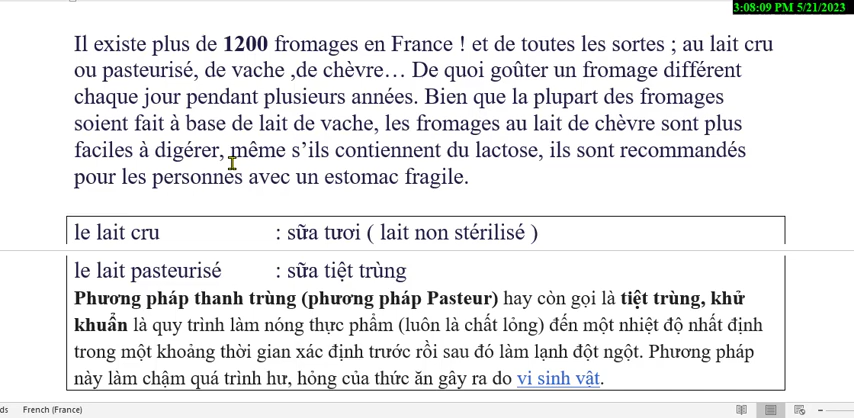 3:08:09 PM 5/21/2023
Il existe plus de 1200 fromages en France ! et de toutes les sortes ; au lait cru
ou pasteurisé, de vache ,de chèvre… De quoi goûter un fromage différent
chaque jour pendant plusieurs années. Bien que la plupart des fromages
soient fait à base de lait de vache, les fromages au lait de chèvre sont plus
faciles à digérer, même s’ils contiennent du lactose, ils sont recommandés
pour les personnes avec un estomac fragile.
le lait cru : sữa tươi ( lait non stérilisé )
le lait pasteurisé : sữa tiệt trùng
Phương pháp thanh trùng (phương pháp Pasteur) hay còn gọi là tiệt trùng, khử
khuẩn là quy trình làm nóng thực phẩm (luôn là chất lỏng) đến một nhiệt độ nhất định
trong một khoảng thời gian xác định trước rồi sau đó làm lạnh đột ngột. Phương pháp
này làm chậm quá trình hư, hỏng của thức ăn gây ra do vi sinh vật.
ds French (France)